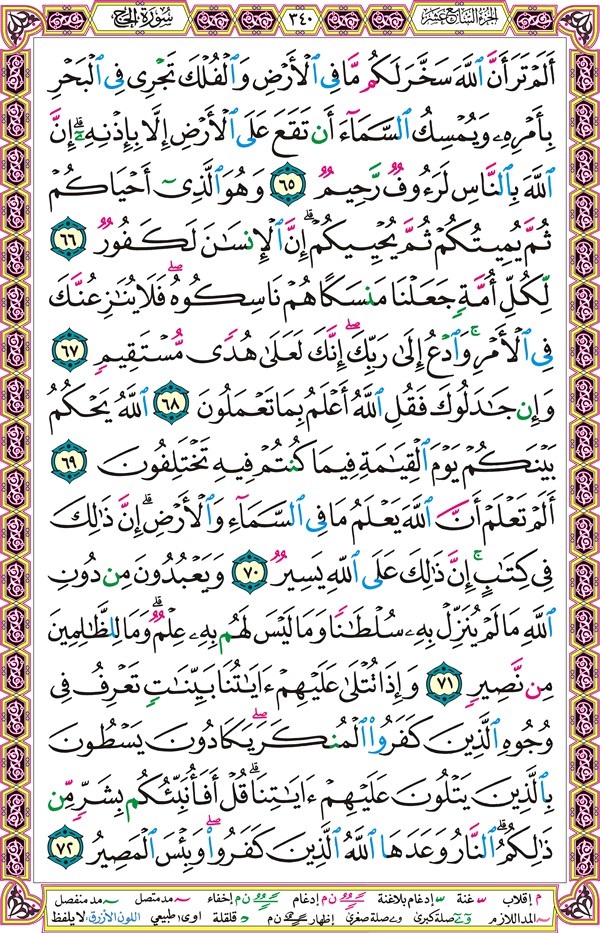 الجزء السابع عشر ٣٤٠ سورة الحج
أَلَمْ تَرَ أَنَّ ٱللَّهَ سَخَّرَ لَكُم مَّا فِى ٱلْأَرْضِ وَٱلْفُلْكَ تَجْرِى فِى ٱلْبَحْرِ
بِأَمْرِهِۦ وَيُمْسِكُ ٱلسَّمَآءَ أَن تَقَعَ عَلَى ٱلْأَرْضِ إِلَّا بِإِذْنِهِۦٓ ۗ إِنَّ
ٱللَّهَ بِٱلنَّاسِ لَرَءُوفٌ رَّحِيمٌ ٦٥ وَهُوَ ٱلَّذِىٓ أَحْيَاكُمْ
ثُمَّ يُمِيتُكُمْ ثُمَّ يُحْيِيكُمْ ۗ إِنَّ ٱلْإِنسَٰنَ لَكَفُورٌ ٦٦
لِّكُلِّ أُمَّةٍ جَعَلْنَا مَنسَكًا هُمْ نَاسِكُوهُ ۖ فَلَا يُنَٰزِعُنَّكَ
فِى ٱلْأَمْرِ ۚ وَٱدْعُ إِلَىٰ رَبِّكَ ۖ إِنَّكَ لَعَلَىٰ هُدًى مُّسْتَقِيمٍ ٦٧
وَإِن جَٰدَلُوكَ فَقُلِ ٱللَّهُ أَعْلَمُ بِمَا تَعْمَلُونَ ٦٨ ٱللَّهُ يَحْكُمُ
بَيْنَكُمْ يَوْمَ ٱلْقِيَٰمَةِ فِيمَا كُنتُمْ فِيهِ تَخْتَلِفُونَ ٦٩
أَلَمْ تَعْلَمْ أَنَّ ٱللَّهَ يَعْلَمُ مَا فِى ٱلسَّمَآءِ وَٱلْأَرْضِ ۗ إِنَّ ذَٰلِكَ
فِى كِتَٰبٍ ۚ إِنَّ ذَٰلِكَ عَلَى ٱللَّهِ يَسِيرٌ ٧٠ وَيَعْبُدُونَ مِن دُونِ
ٱللَّهِ مَا لَمْ يُنَزِّلْ بِهِۦ سُلْطَٰنًا وَمَا لَيْسَ لَهُم بِهِۦ عِلْمٌ ۗ وَمَا لِلظَّٰلِمِينَ
مِن نَّصِيرٍ ٧١ وَإِذَا تُتْلَىٰ عَلَيْهِمْ ءَايَٰتُنَا بَيِّنَٰتٍ تَعْرِفُ فِى
وُجُوهِ ٱلَّذِينَ كَفَرُوا۟ ٱلْمُنكَرَ ۖ يَكَادُونَ يَسْطُونَ
بِٱلَّذِينَ يَتْلُونَ عَلَيْهِمْ ءَايَٰتِنَا ۗ قُلْ أَفَأُنَبِّئُكُم بِشَرٍّ مِّن
ذَٰلِكُمُ ۗ ٱلنَّارُ وَعَدَهَا ٱللَّهُ ٱلَّذِينَ كَفَرُوا۟ ۖ وَبِئْسَ ٱلْمَصِيرُ ٧٢
م إقلاب غنة إدغام بلاغنة ن م إدغام ن م إخفاء مد متصل مد منفصل
المد اللازم صلة كبرى صلة صغرى إظهار ن م قلقلة اوى طبيعي اللون الأزرق: لا يلفظ